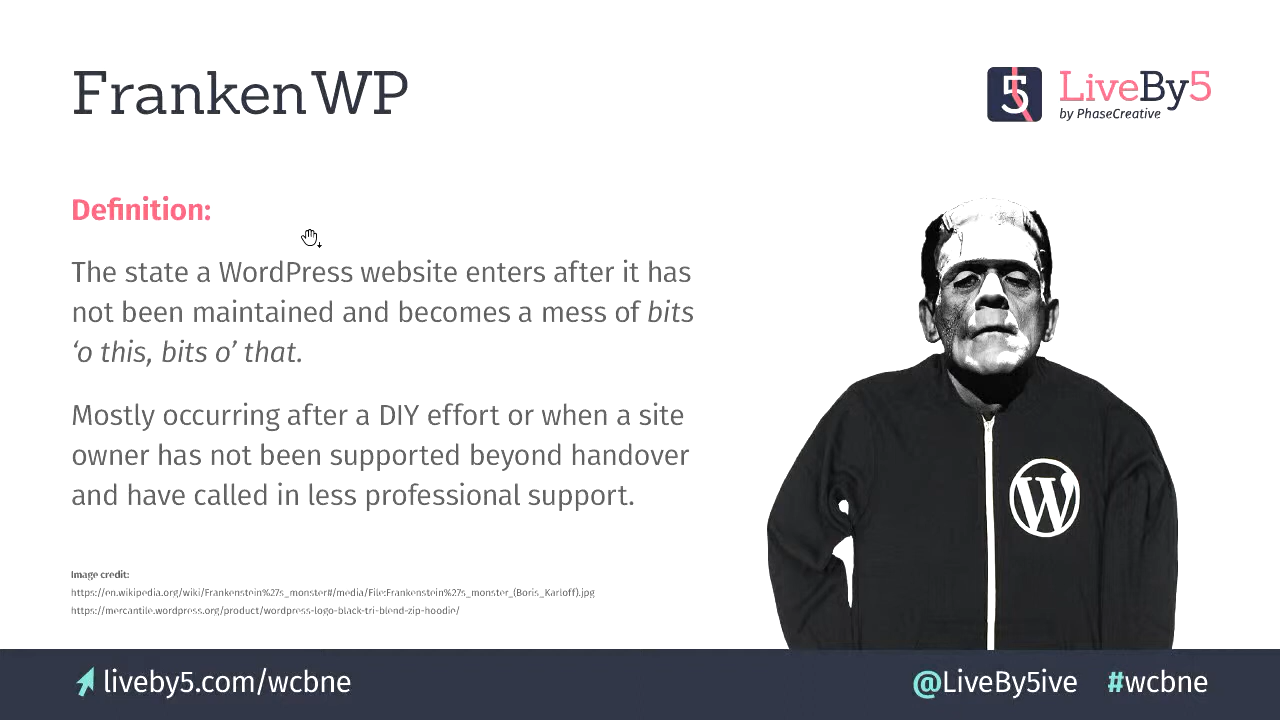 FrankenWP
5 LiveBy5
by PhaseCreative
Definition:
The state a WordPress website enters after it has
not been maintained and becomes a mess of bits
‘o this, bits o’ that.
Mostly occurring after a DIY effort or when a site
owner has not been supported beyond handover
and have called in less professional support.
W
Image credit:
https://en.wikipedia.org/wiki/Frankenstein%27s_monster#/media/File:Frankenstein%27s_monster_(Boris_Karloff).jpg
https://mercantile.wordpress.org/product/wordpress-logo-black-tri-blend-zip-hoodie/
liveby5.com/wcbne
@LiveBy5ive #wcbne